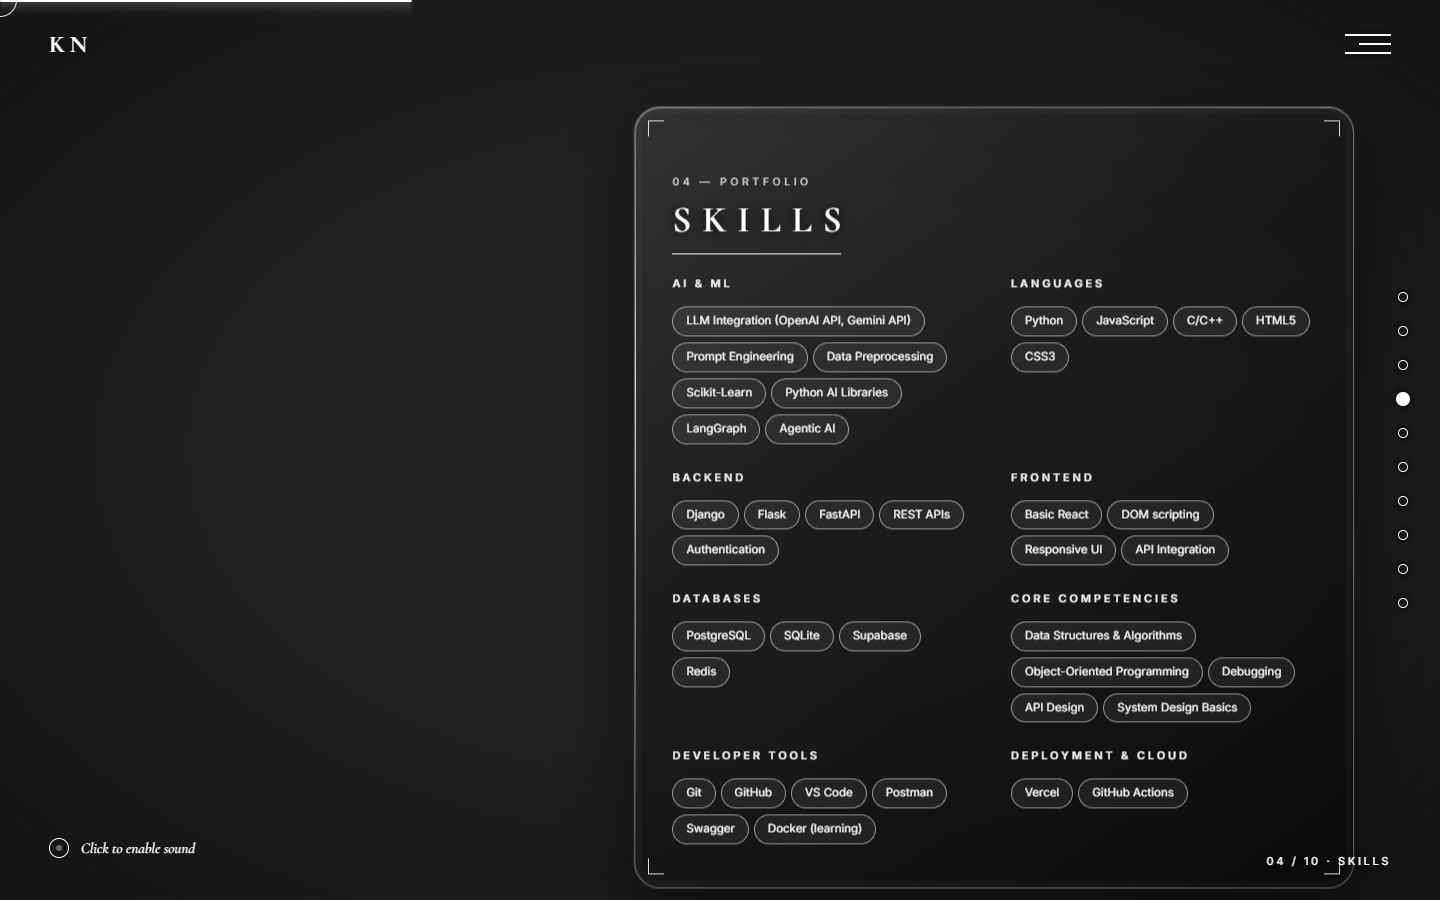 KN
04 — PORTFOLIO
SKILLS
AI & ML
LLM Integration (OpenAI API, Gemini API)
Prompt Engineering Data Preprocessing
Scikit-Learn Python AI Libraries
LangGraph Agentic AI
LANGUAGES
Python JavaScript C/C++ HTML5
CSS3
BACKEND
Django Flask FastAPI REST APIs
Authentication
FRONTEND
Basic React DOM scripting
Responsive UI API Integration
DATABASES
PostgreSQL SQLite Supabase
Redis
CORE COMPETENCIES
Data Structures & Algorithms
Object-Oriented Programming Debugging
API Design System Design Basics
DEVELOPER TOOLS
Git GitHub VS Code Postman
Swagger Docker (learning)
DEPLOYMENT & CLOUD
Vercel GitHub Actions
Click to enable sound
04 / 10 · SKILLS